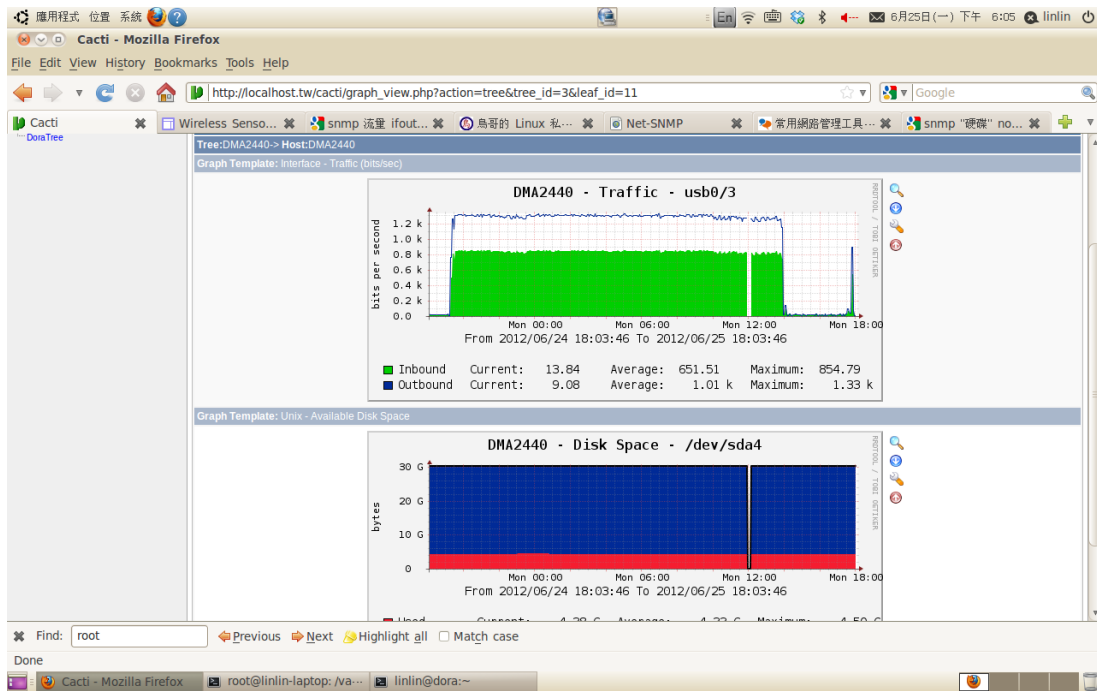 應用程式 位置 系統 En 6月25日(一) 下午 6:05 linlin
Cacti - Mozilla Firefox
File Edit View History Bookmarks Tools Help
http://localhost.tw/cacti/graph_view.php?action=tree&tree_id=3&leaf_id=11 Google
Cacti Wireless Senso... snmp 流量 ifout... 鳥哥的 Linux 私... Net-SNMP 常用網路管理工具... snmp "硬碟" no...
DoraTree
Tree:DMA2440-> Host:DMA2440
Graph Template: Interface - Traffic (bits/sec)
DMA2440 - Traffic - usb0/3
RRDTOOL / TOBI OETIKER
bits per second
1.2 k
1.0 k
0.8 k
0.6 k
0.4 k
0.2 k
0.0
Mon 00:00 Mon 06:00 Mon 12:00 Mon 18:00
From 2012/06/24 18:03:46 To 2012/06/25 18:03:46
Inbound Current: 13.84 Average: 651.51 Maximum: 854.79
Outbound Current: 9.08 Average: 1.01 k Maximum: 1.33 k
Graph Template: Unix - Available Disk Space
DMA2440 - Disk Space - /dev/sda4
RRDTOOL / TOBI OETIKER
bytes
30 G
20 G
10 G
0
Mon 00:00 Mon 06:00 Mon 12:00 Mon 18:00
From 2012/06/24 18:03:46 To 2012/06/25 18:03:46
Find: root Previous Next Highlight all Match case
Done
Cacti - Mozilla Firefox root@linlin-laptop: /va... linlin@dora:~